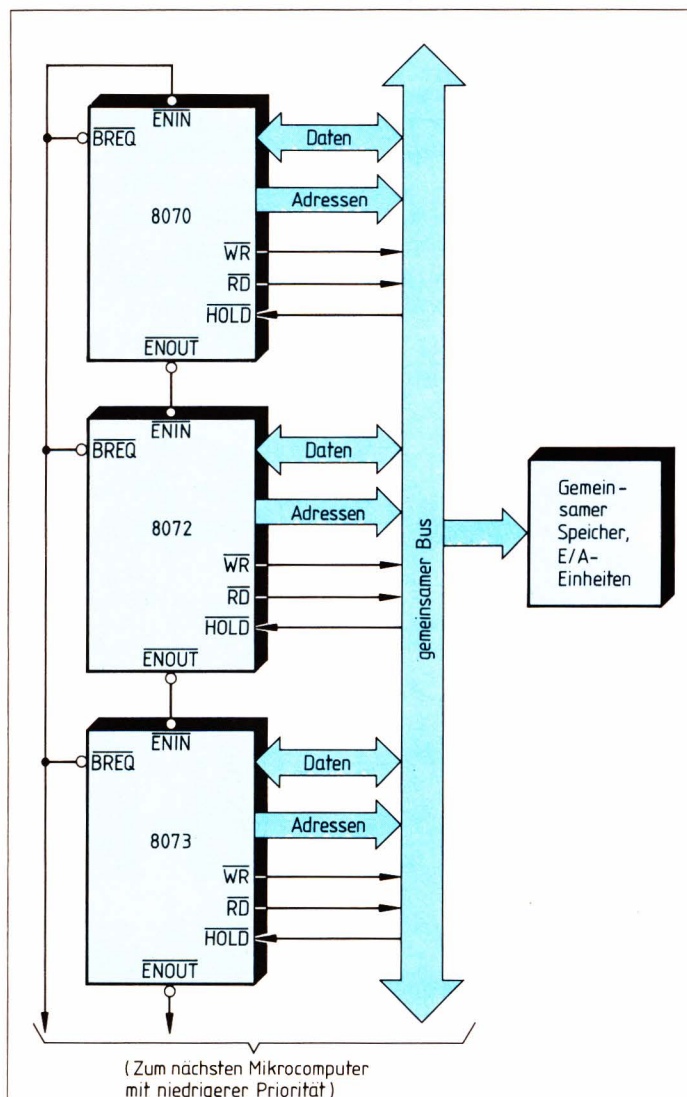 ENIN
BREQ
Daten
8070
Adressen
WR
RD
HOLD
ENOUT
ENIN
BREQ
Daten
8072
Adressen
WR
RD
HOLD
ENOUT
ENIN
BREQ
Daten
8073
Adressen
WR
RD
HOLD
ENOUT
gemeinsamer Bus
Gemein-
samer
Speicher,
E/A-
Einheiten
(Zum nächsten Mikrocomputer
mit niedrigerer Priorität)